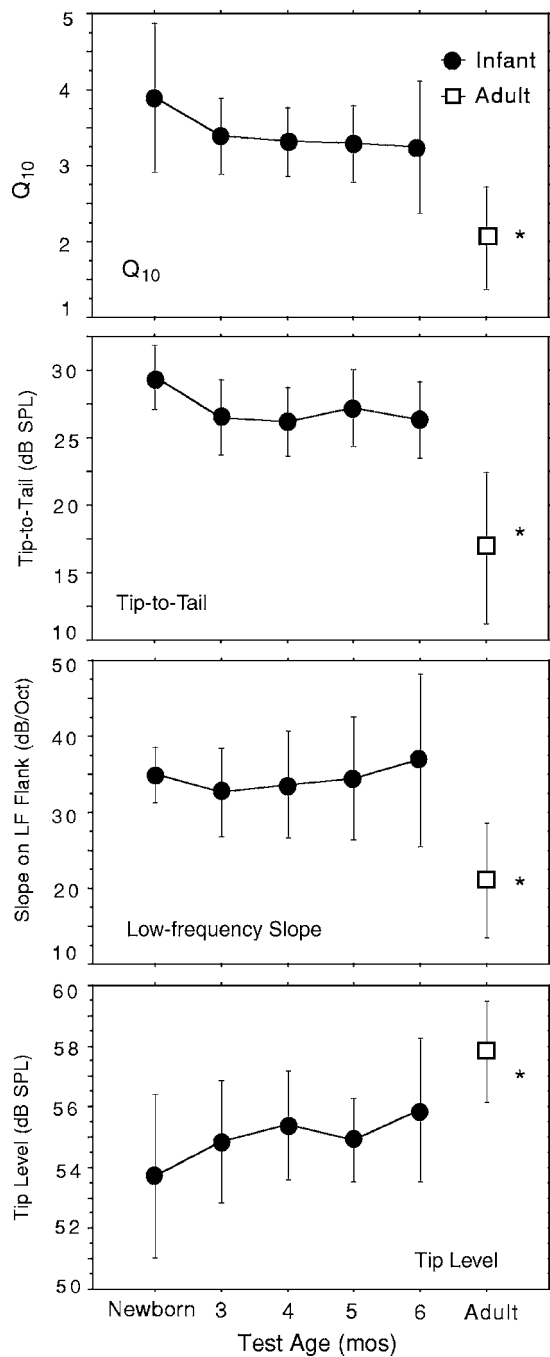 5
4
3
2
1
Q10
Infant
Adult
*
Q10
30
25
20
15
10
Tip-to-Tail (dB SPL)
*
Tip-to-Tail
50
40
30
20
10
Slope on LF Flank (dB/Oct)
*
Low-frequency Slope
60
58
56
54
52
50
Tip Level (dB SPL)
*
Tip Level
Newborn 3 4 5 6 Adult
Test Age (mos)